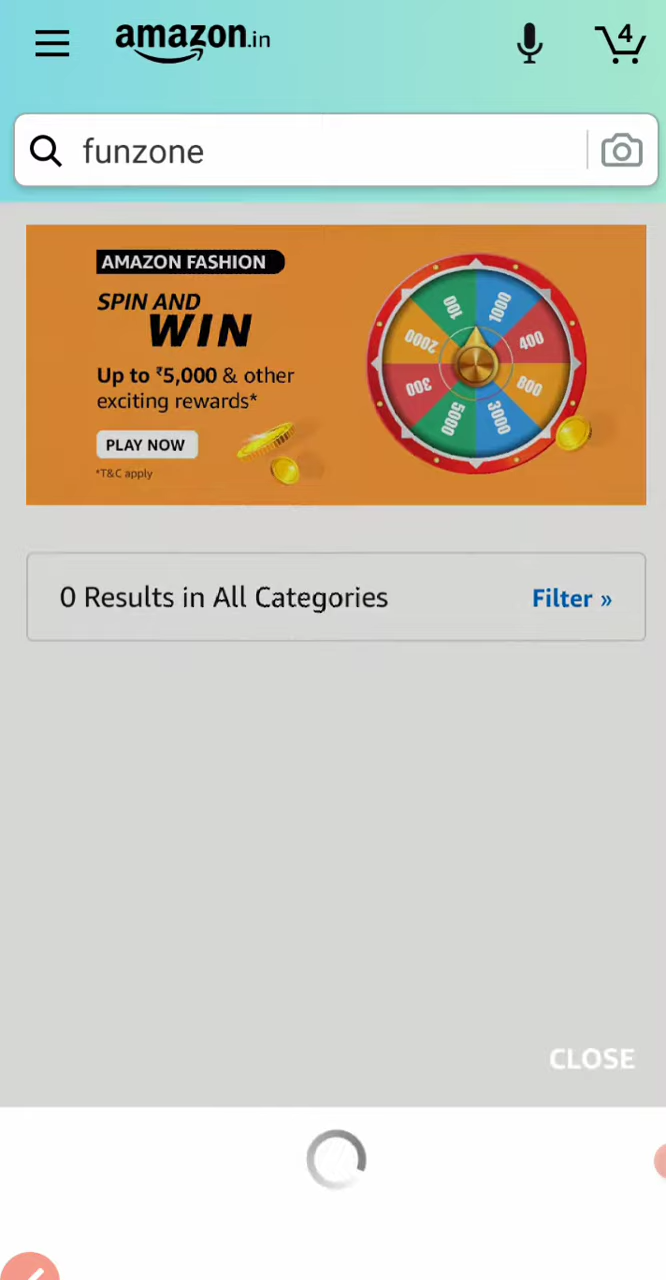 amazon.in
4
funzone
AMAZON FASHION
SPIN AND
WIN
Up to ₹5,000 & other
exciting rewards*
PLAY NOW
*T&C apply
100
1000
400
800
3000
5000
300
2000
0 Results in All Categories
Filter »
CLOSE